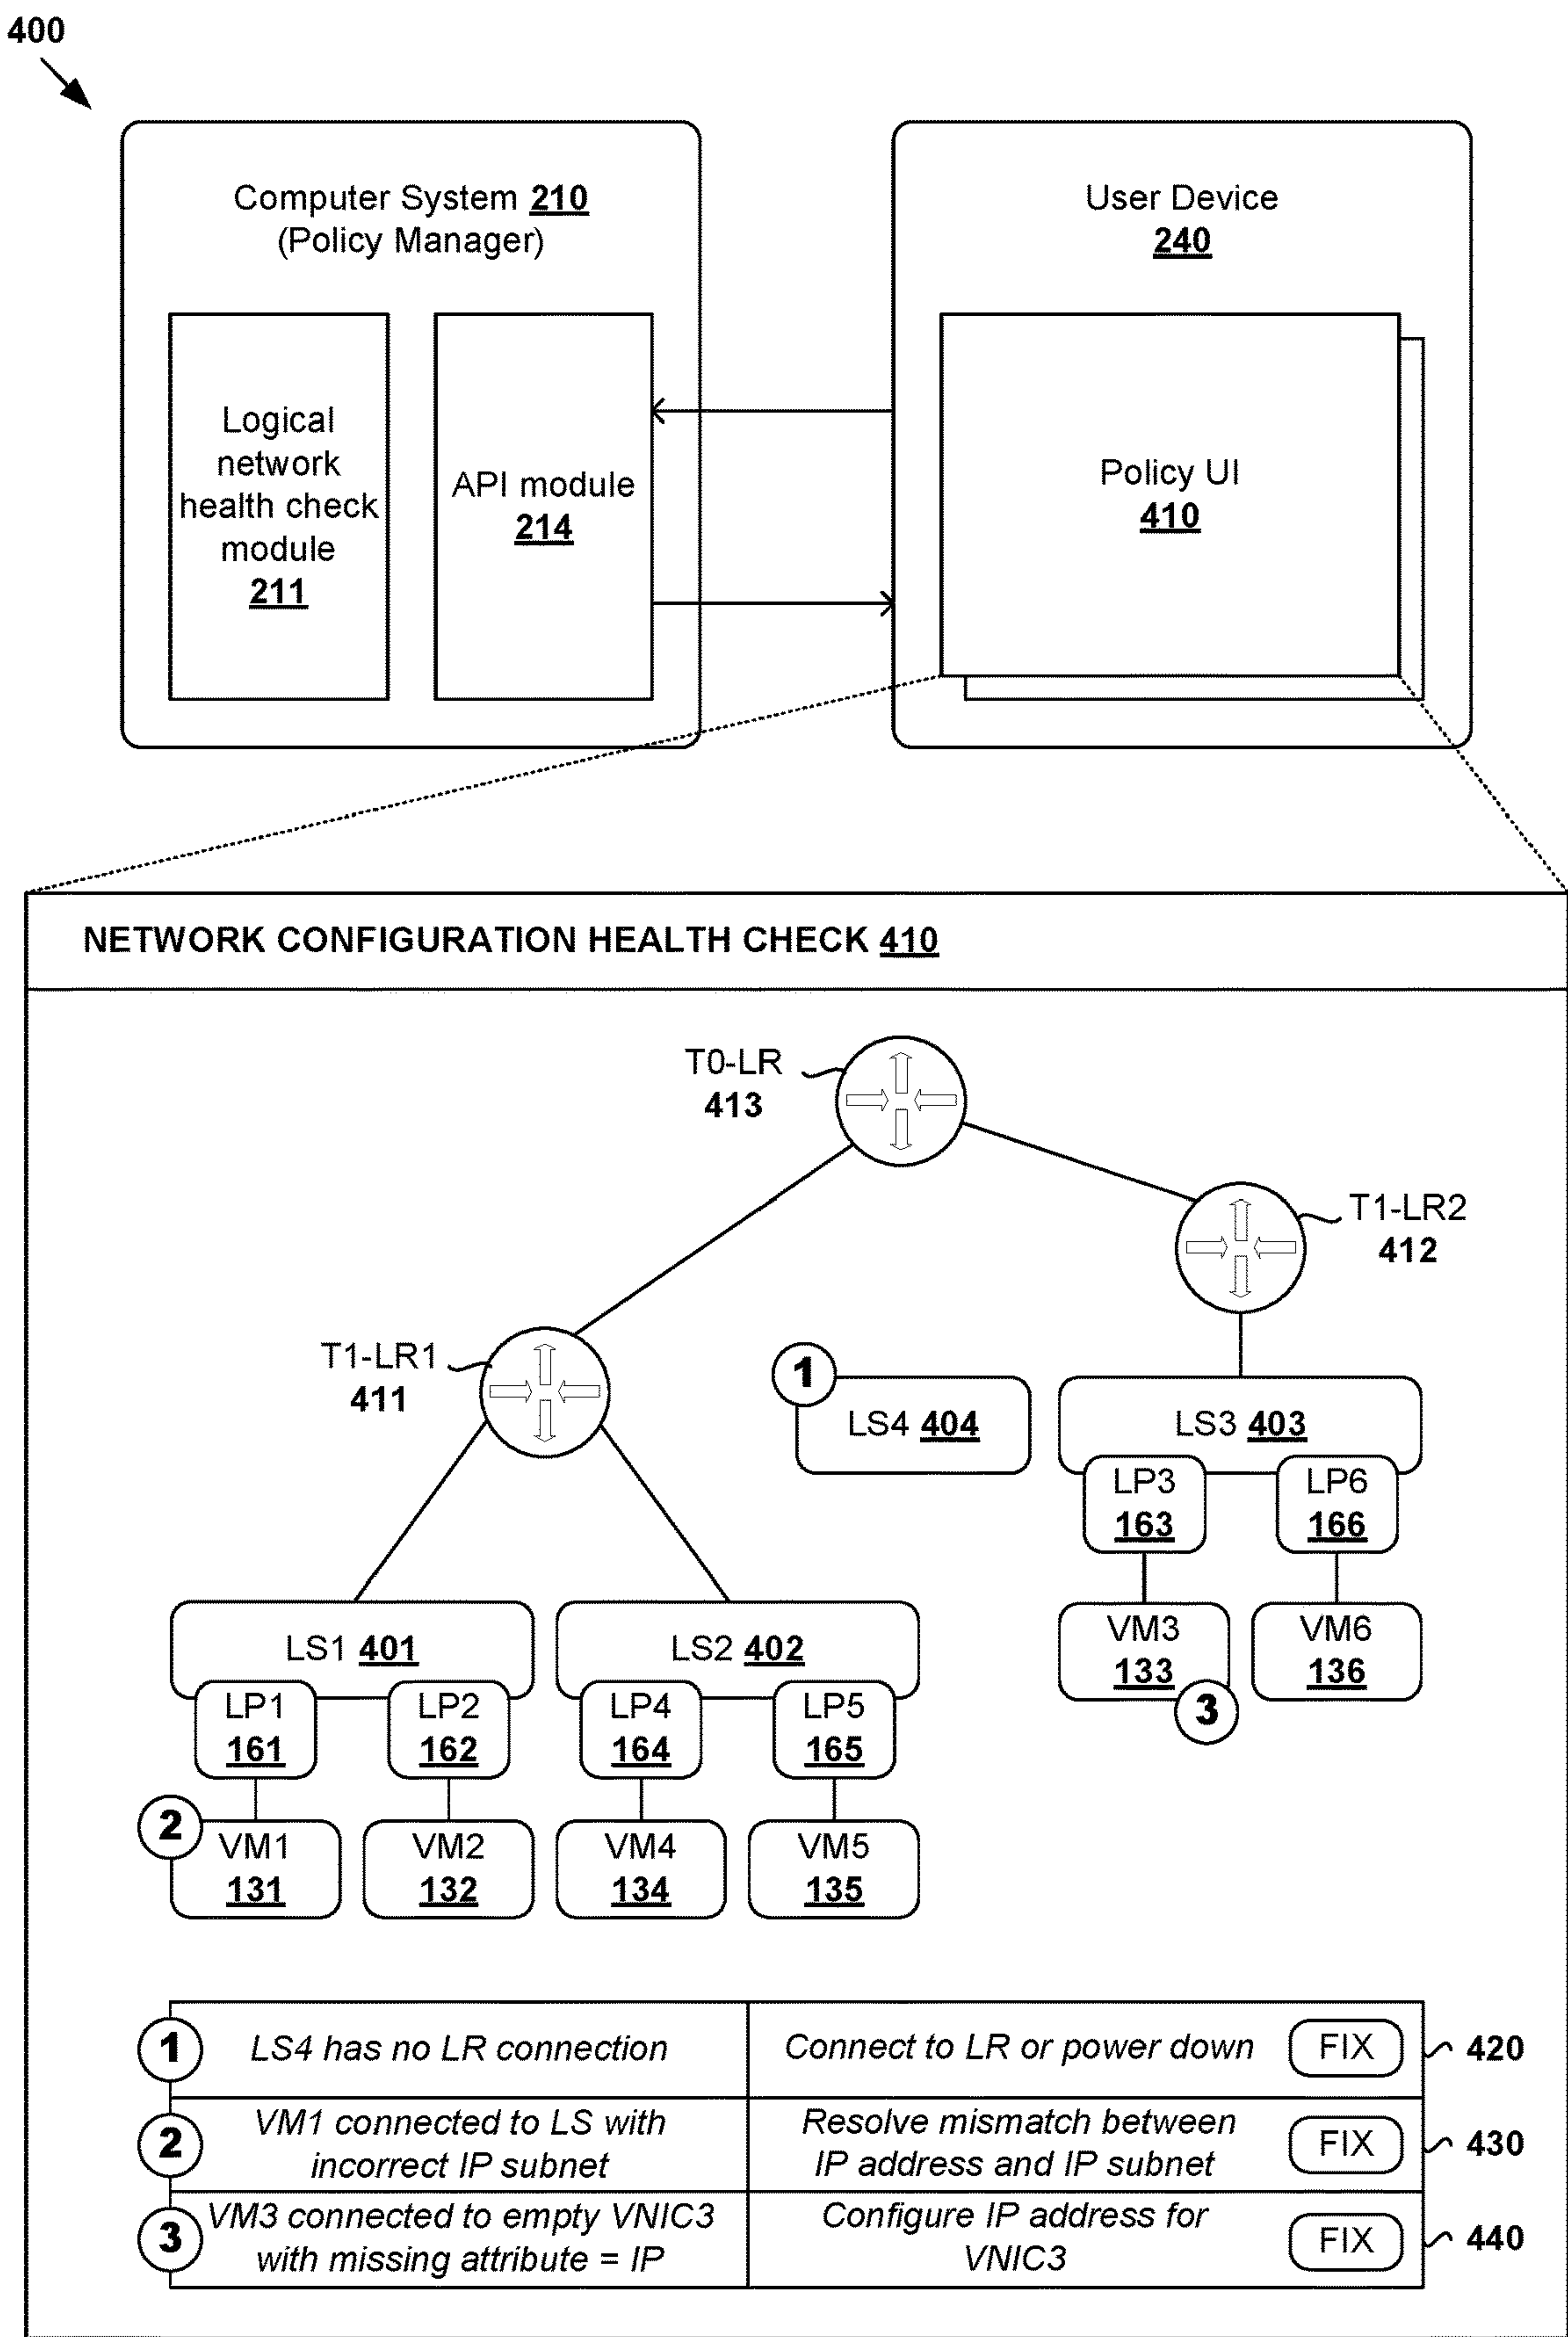 400
Computer System 210
(Policy Manager)
Logical
network
health check
module
211
API module
214
User Device
240
Policy UI
410
NETWORK CONFIGURATION HEALTH CHECK 410
T0-LR
413
T1-LR2
412
T1-LR1
411
1
LS4 404
LS3 403
LP3
163
LP6
166
VM3
133
3
VM6
136
LS1 401
LS2 402
LP1
161
LP2
162
LP4
164
LP5
165
2
VM1
131
VM2
132
VM4
134
VM5
135
1
LS4 has no LR connection
Connect to LR or power down
FIX
420
2
VM1 connected to LS with
incorrect IP subnet
Resolve mismatch between
IP address and IP subnet
FIX
430
3
VM3 connected to empty VNIC3
with missing attribute = IP
Configure IP address for
VNIC3
FIX
440